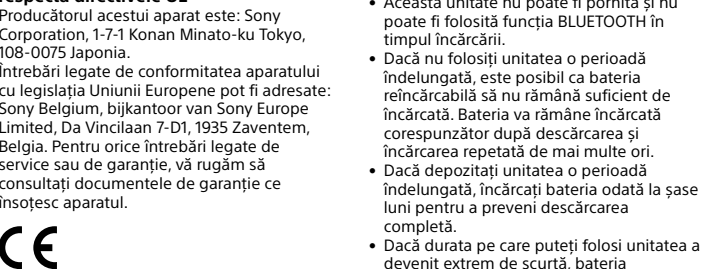 respectă directivele UE
Producătorul acestui aparat este: Sony
Corporation, 1-7-1 Konan Minato-ku Tokyo,
108-0075 Japonia.
Întrebări legate de conformitatea aparatului
cu legislația Uniunii Europene pot fi adresate:
Sony Belgium, bijkantoor van Sony Europe
Limited, Da Vincilaan 7-D1, 1935 Zaventem,
Belgia. Pentru orice întrebări legate de
service sau de garanție, vă rugăm să
consultați documentele de garanție ce
însoțesc aparatul.
CE
• Această unitate nu poate fi pornită și nu
poate fi folosită funcția BLUETOOTH în
timpul încărcării.
• Dacă nu folosiți unitatea o perioadă
îndelungată, este posibil ca bateria
reîncărcabilă să nu rămână suficient de
încărcată. Bateria va rămâne încărcată
corespunzător după descărcarea și
încărcarea repetată de mai multe ori.
• Dacă depozitați unitatea o perioadă
îndelungată, încărcați bateria odată la șase
luni pentru a preveni descărcarea
completă.
• Dacă durata pe care puteți folosi unitatea a
devenit extrem de scurtă, bateria